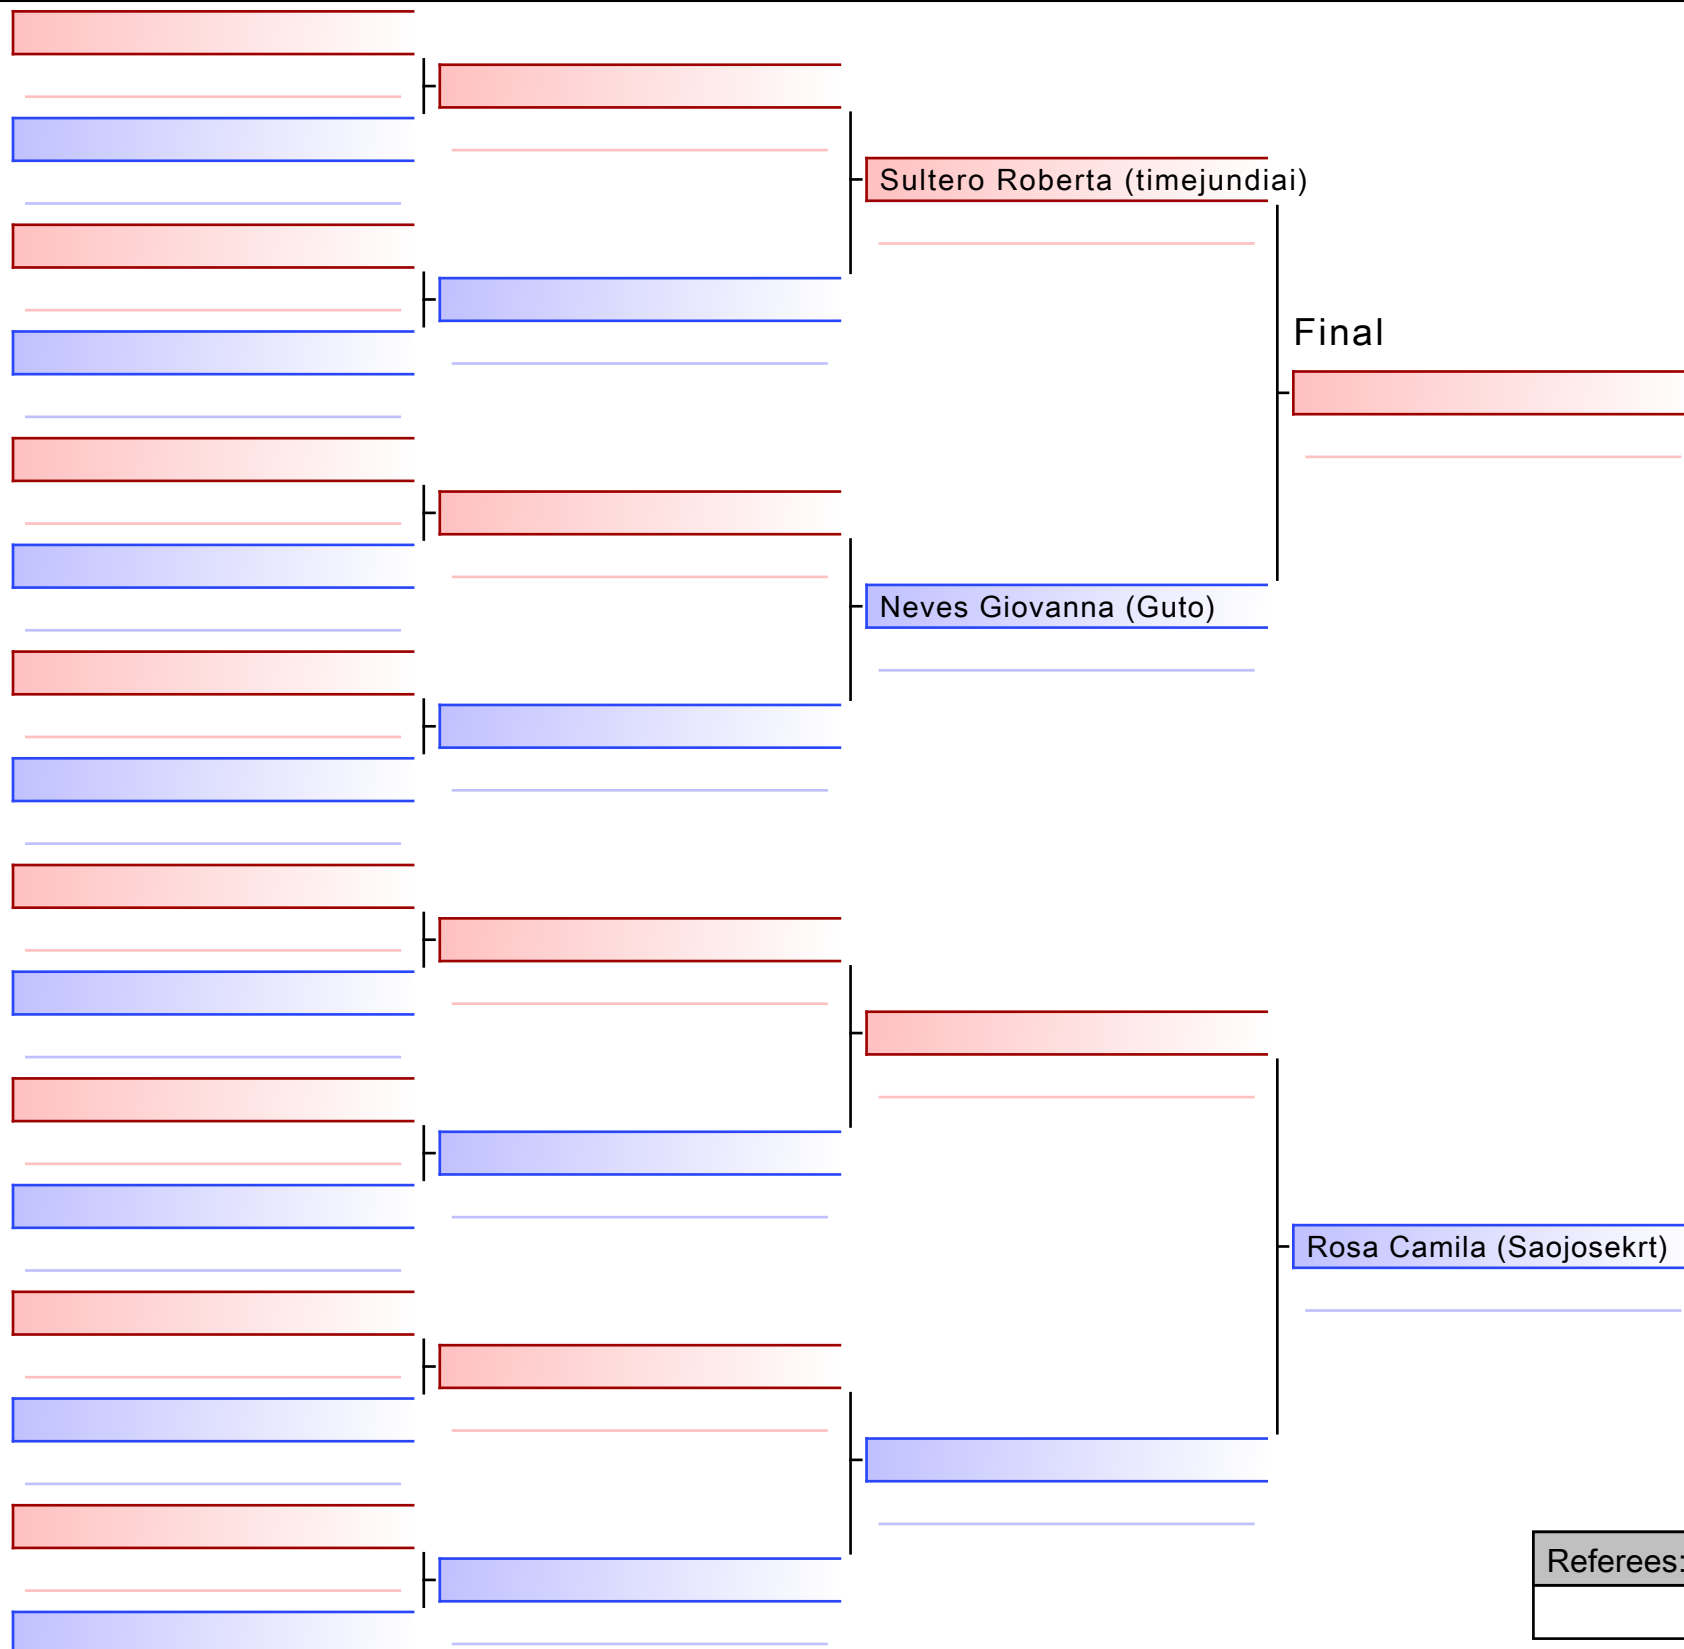 Sultero Roberta (timejundiai)
Final
Neves Giovanna (Guto)
Rosa Camila (Saojosekrt)
Referees: